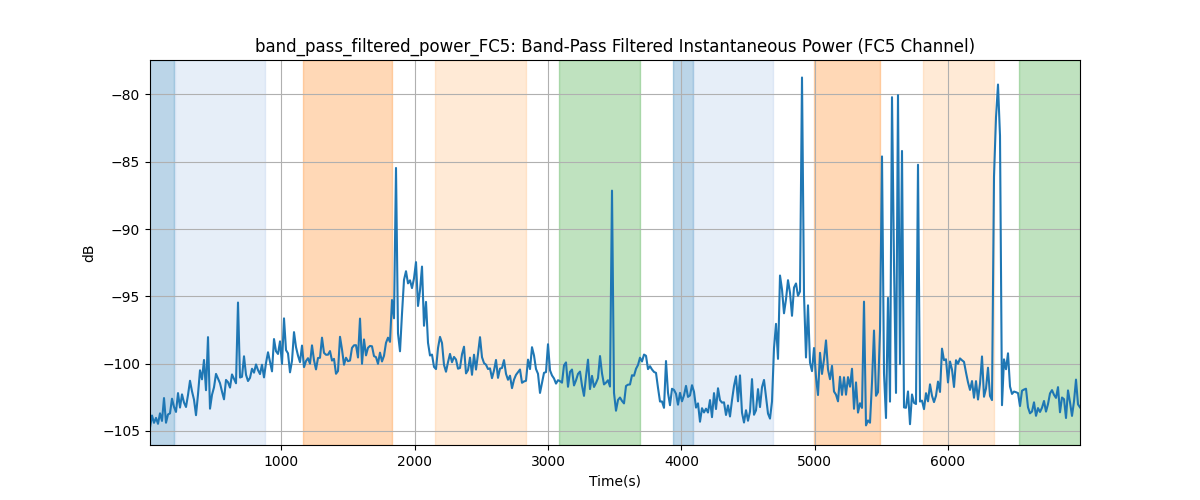 band_pass_filtered_power_FC5: Band-Pass Filtered Instantaneous Power (FC5 Channel)
−80
−85
−90
−95
−100
−105
dB
1000 2000 3000 4000 5000 6000
Time(s)